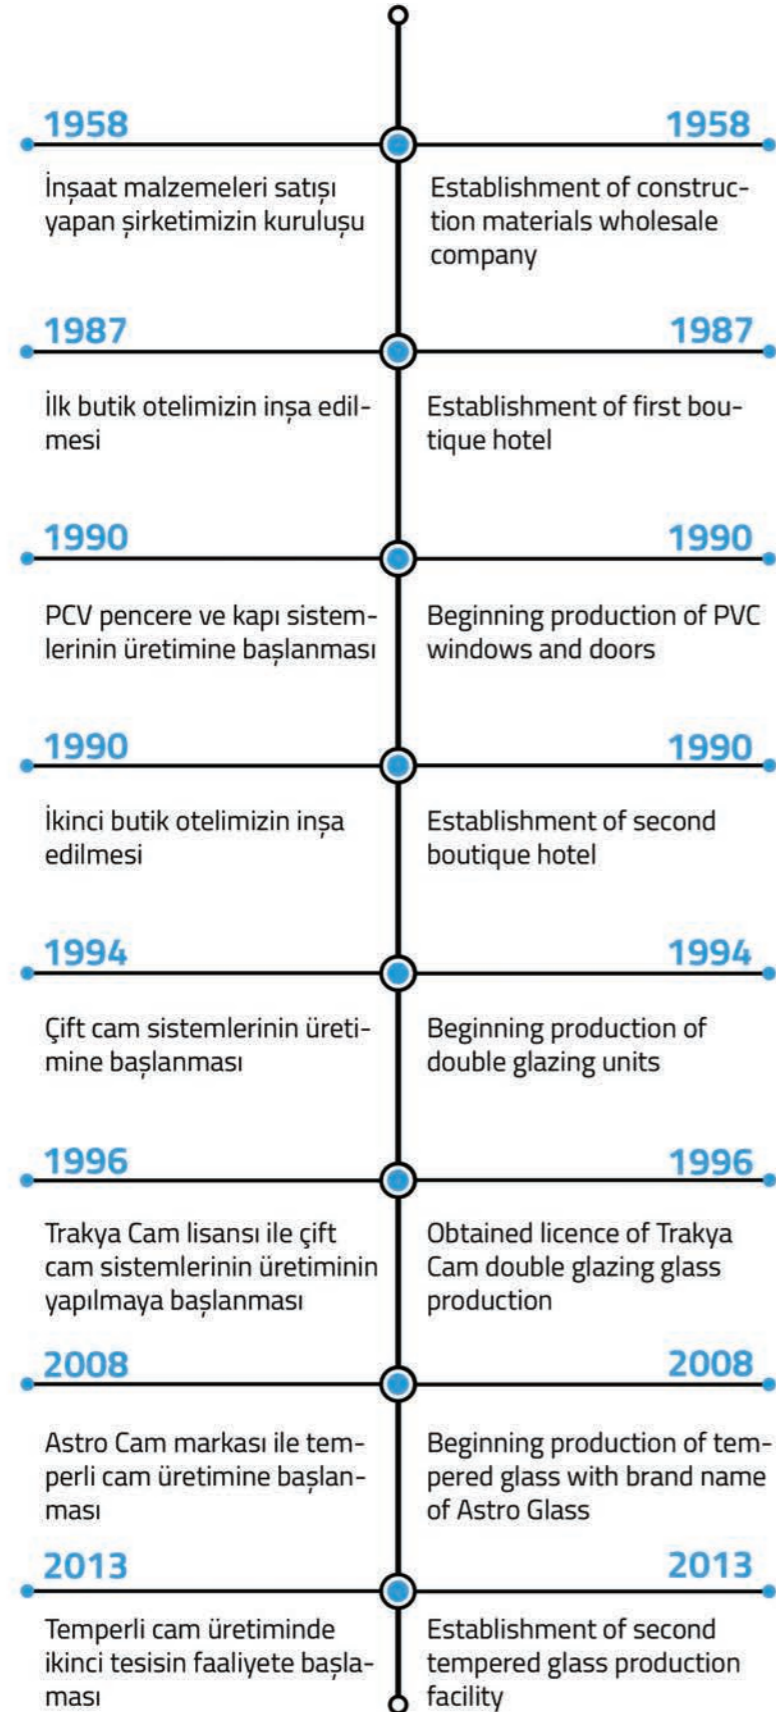 1958
İnşaat malzemeleri satışı
yapan şirketimizin kuruluşu
1958
Establishment of construc-
tion materials wholesale
company
1987
İlk butik otelimizin inşa edil-
mesi
1987
Establishment of first bou-
tique hotel
1990
PCV pencere ve kapı sistem-
lerinin üretimine başlanması
1990
Beginning production of PVC
windows and doors
1990
İkinci butik otelimizin inşa
edilmesi
1990
Establishment of second
boutique hotel
1994
Çift cam sistemlerinin üreti-
mine başlanması
1994
Beginning production of
double glazing units
1996
Trakya Cam lisansı ile çift
cam sistemlerinin üretiminin
yapılmaya başlanması
1996
Obtained licence of Trakya
Cam double glazing glass
production
2008
Astro Cam markası ile tem-
perli cam üretimine başlan-
ması
2008
Beginning production of tem-
pered glass with brand name
of Astro Glass
2013
Temperli cam üretiminde
ikinci tesisin faaliyete başla-
ması
2013
Establishment of second
tempered glass production
facility